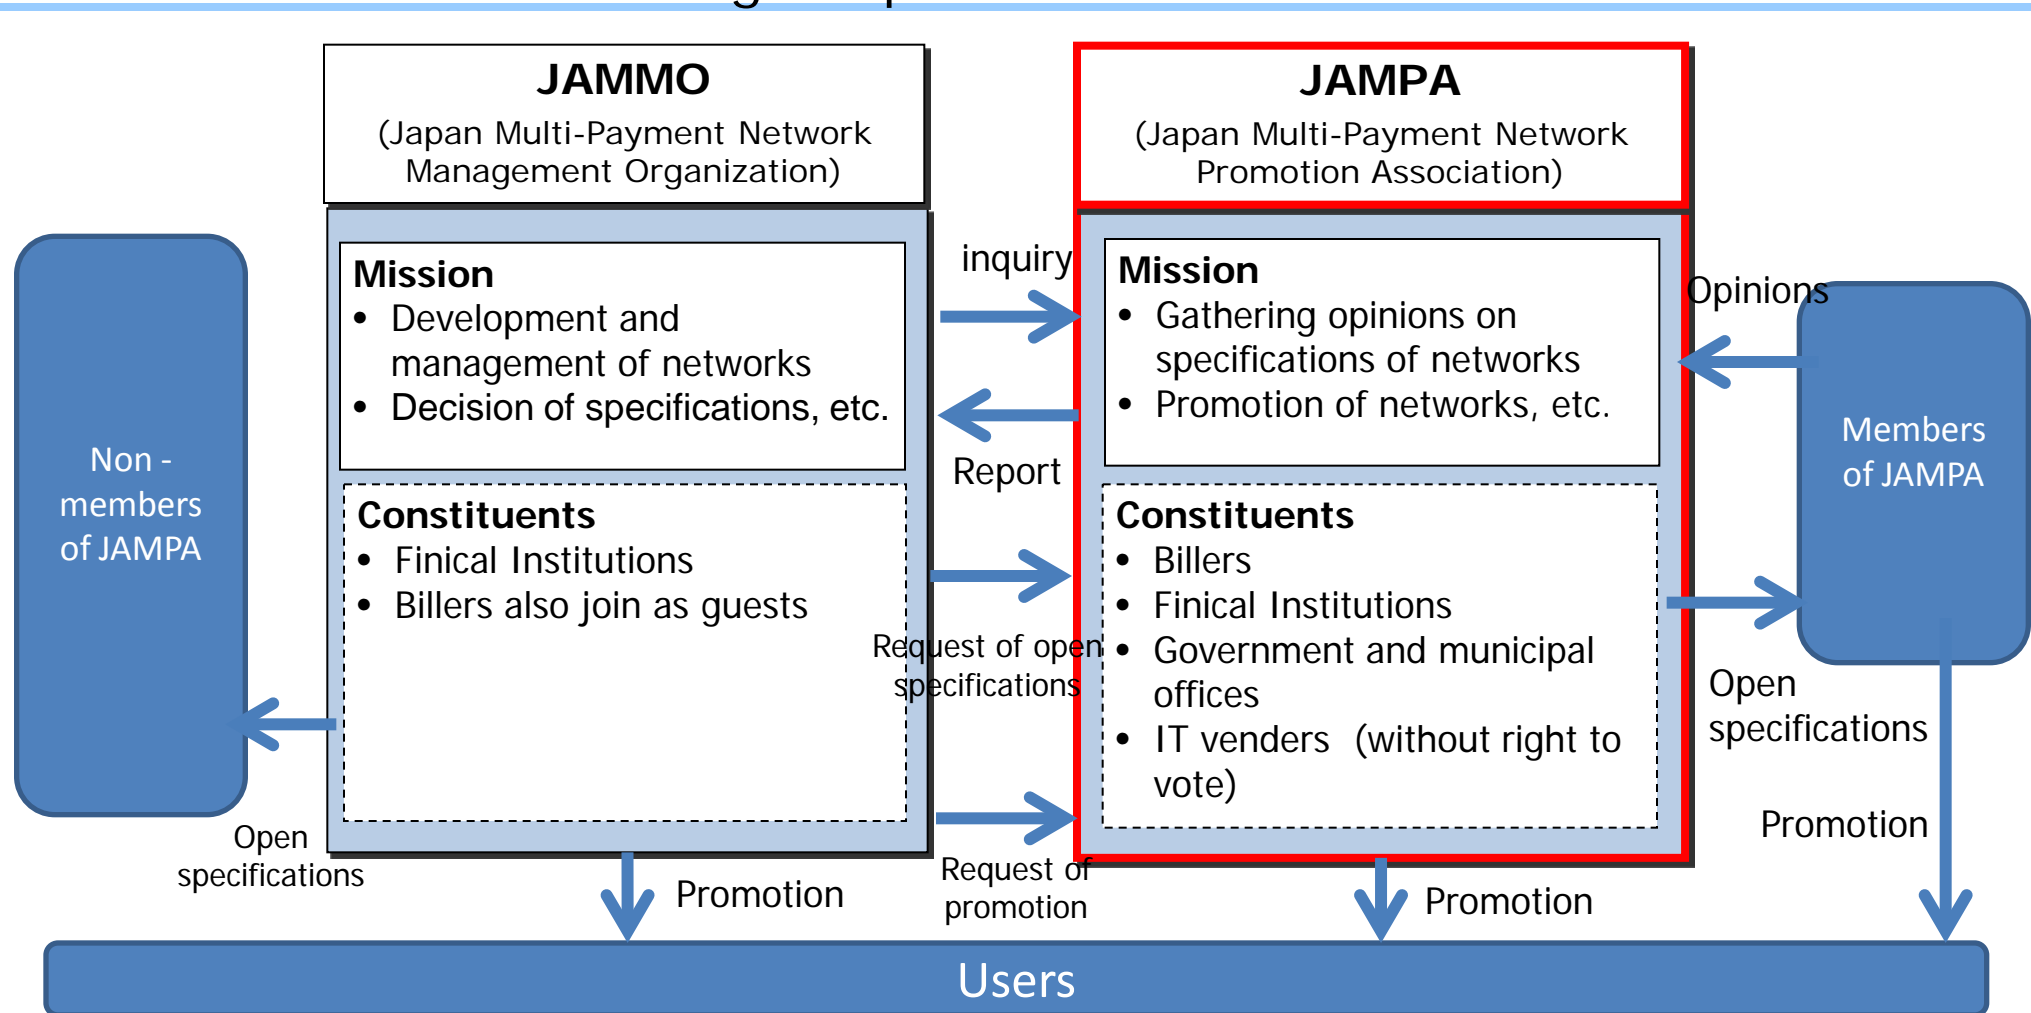 JAMMO
(Japan Multi-Payment Network
Management Organization)
JAMPA
(Japan Multi-Payment Network
Promotion Association)
Non -
members
of JAMPA
Mission
• Development and
management of networks
• Decision of specifications, etc.
Constituents
• Finical Institutions
• Billers also join as guests
inquiry
Report
Request of open
specifications
Request of
promotion
Mission
• Gathering opinions on
specifications of networks
• Promotion of networks, etc.
Constituents
• Billers
• Finical Institutions
• Government and municipal
offices
• IT venders (without right to
vote)
Opinions
Members
of JAMPA
Open
specifications
Promotion
Open
specifications
Promotion
Promotion
Users